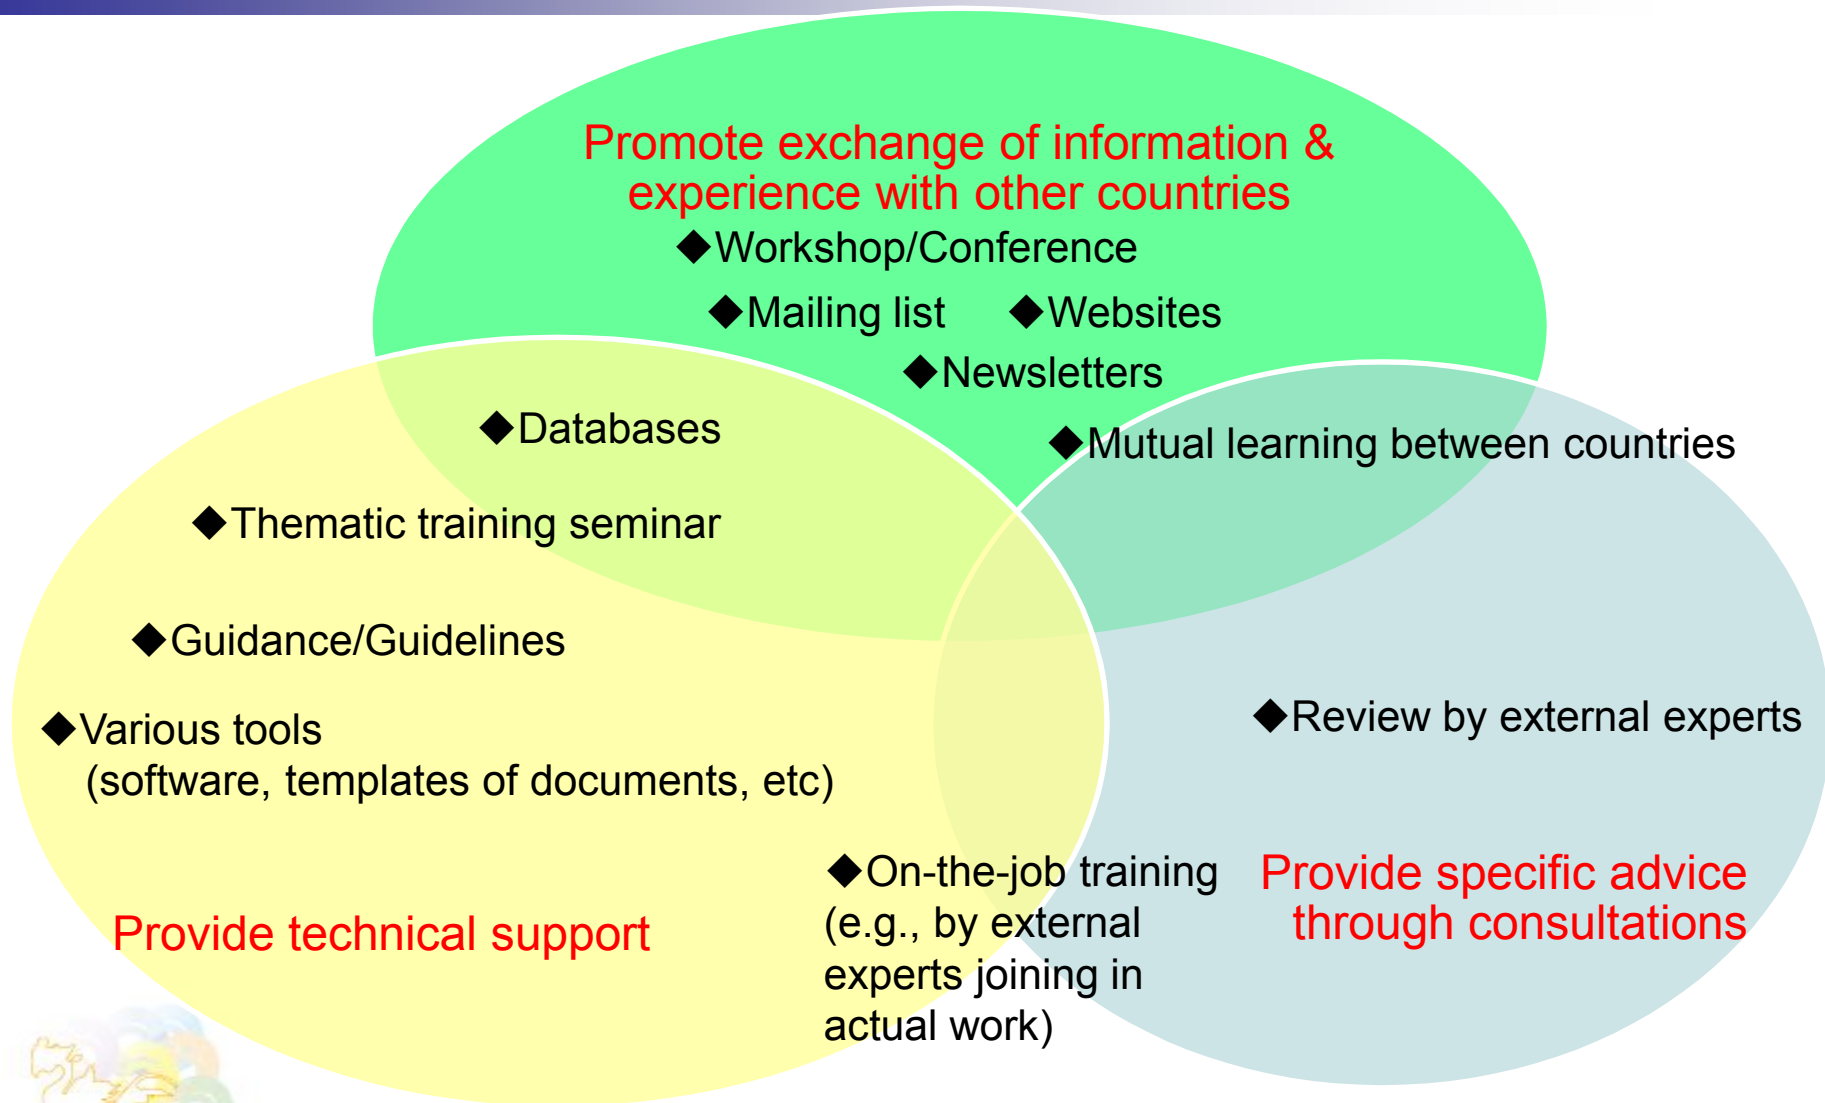 Promote exchange of information &
experience with other countries
◆Workshop/Conference
◆Mailing list ◆Websites
◆Newsletters
◆Databases
◆Mutual learning between countries
◆Thematic training seminar
◆Guidance/Guidelines
◆Various tools
(software, templates of documents, etc)
◆Review by external experts
◆On-the-job training
(e.g., by external
experts joining in
actual work)
Provide specific advice
through consultations
Provide technical support